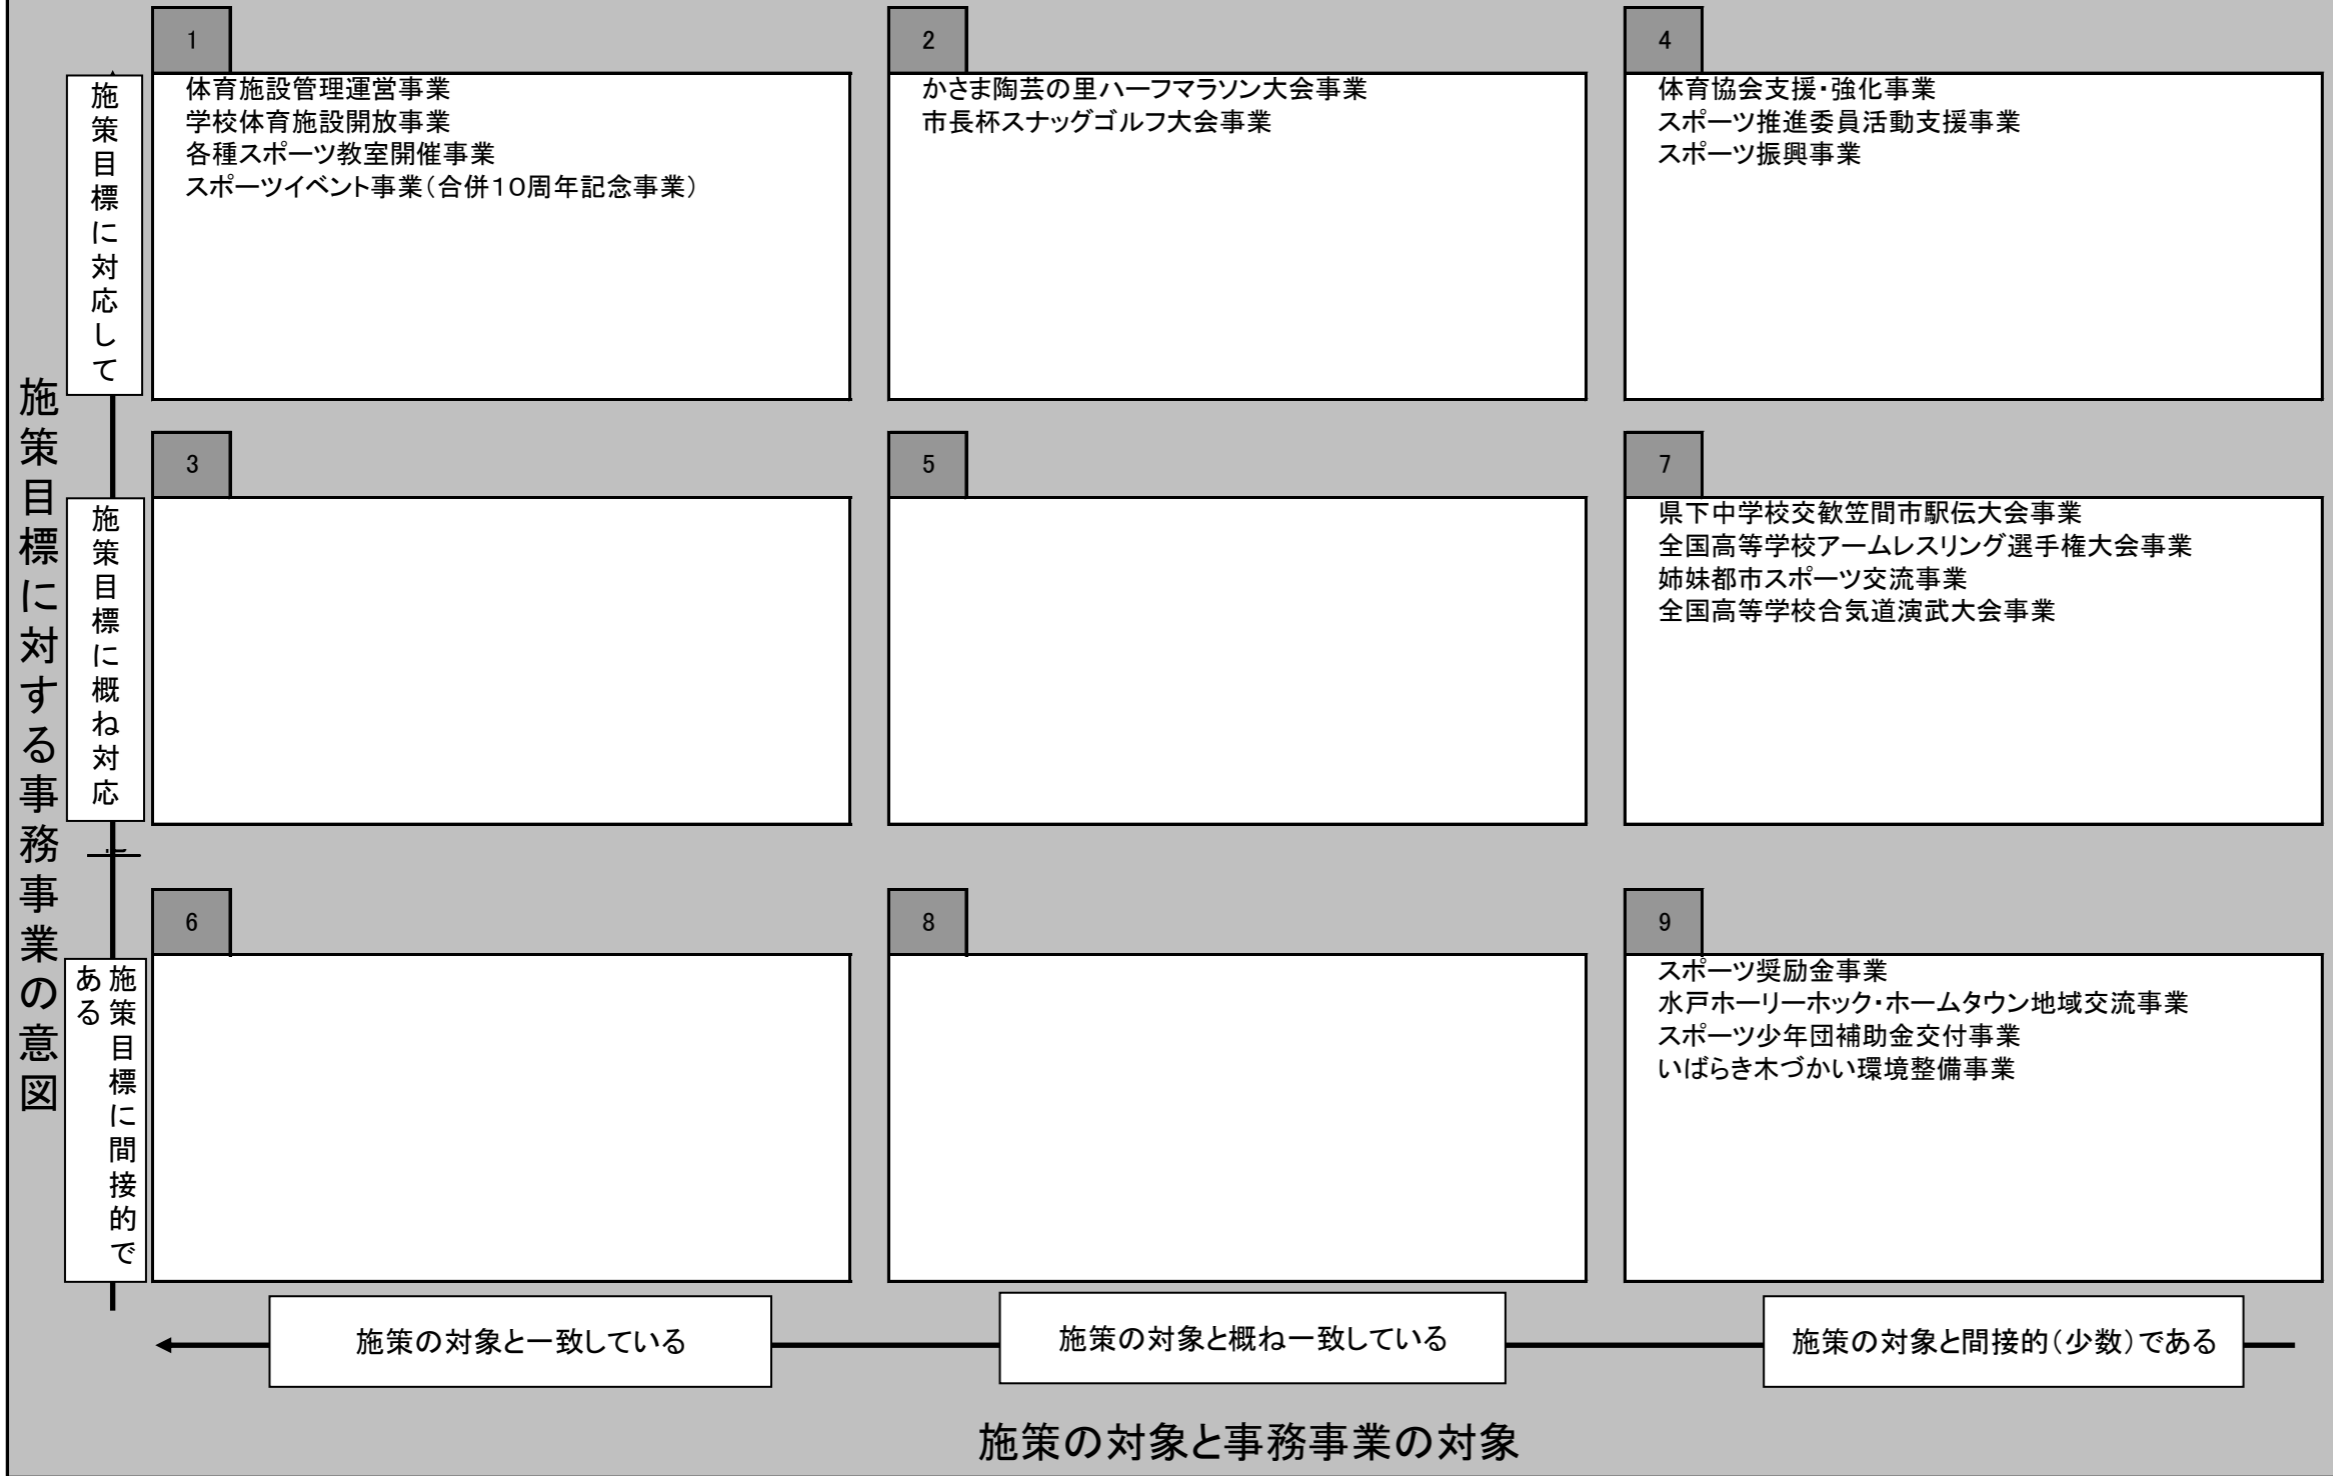 施策目標に対する事務事業の意図
施策目標に対応して
1
体育施設管理運営事業
学校体育施設開放事業
各種スポーツ教室開催事業
スポーツイベント事業（合併１０周年記念事業）
2
かさま陶芸の里ハーフマラソン大会事業
市長杯スナッグゴルフ大会事業
4
体育協会支援・強化事業
スポーツ推進委員活動支援事業
スポーツ振興事業
施策目標に概ね対応
3
5
7
県下中学校交歓笠間市駅伝大会事業
全国高等学校アームレスリング選手権大会事業
姉妹都市スポーツ交流事業
全国高等学校合気道演武大会事業
施策目標に間接的で
ある
6
8
9
スポーツ奨励金事業
水戸ホーリーホック・ホームタウン地域交流事業
スポーツ少年団補助金交付事業
いばらき木づかい環境整備事業
施策の対象と一致している
施策の対象と概ね一致している
施策の対象と間接的（少数）である
施策の対象と事務事業の対象